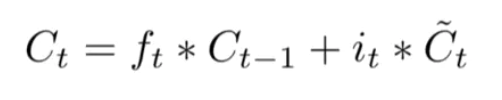 C_t = f_t * C_{t-1} + i_t * \tilde{C}_t